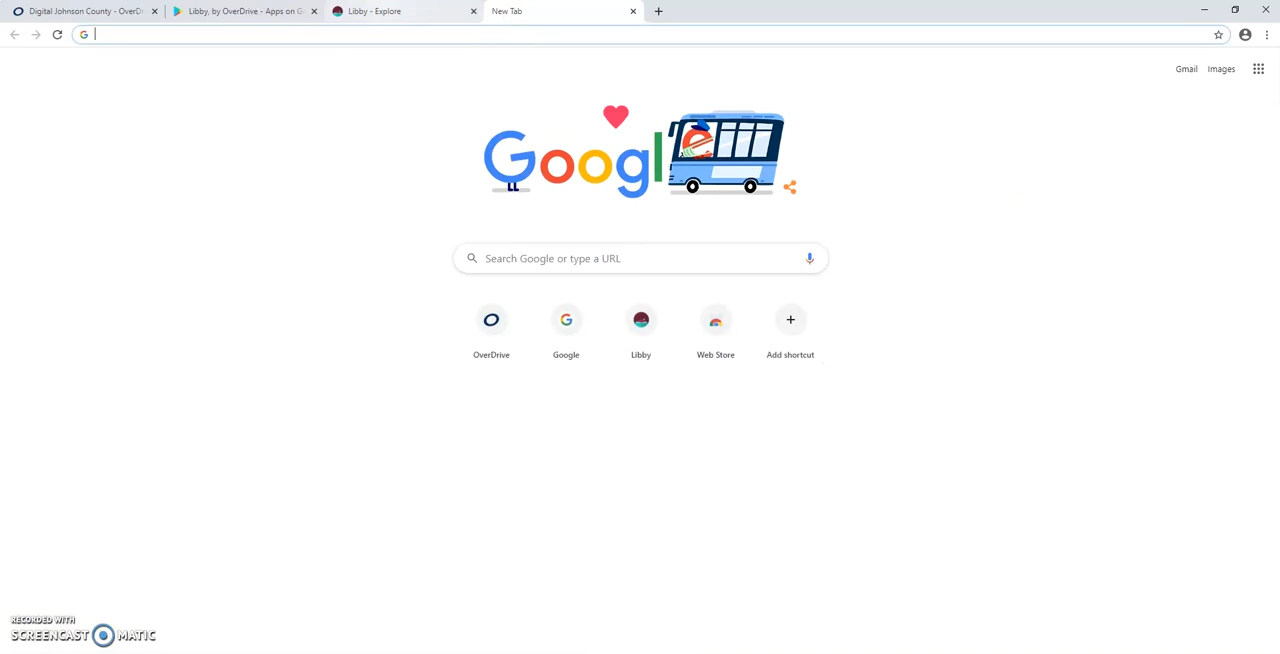 Digital Johnson County - OverDr
Libby, by OverDrive - Apps on G
Libby - Explore
New Tab
Gmail
Images
Google
Search Google or type a URL
OverDrive
Google
Libby
Web Store
Add shortcut
RECORDED WITH
SCREENCAST MATIC